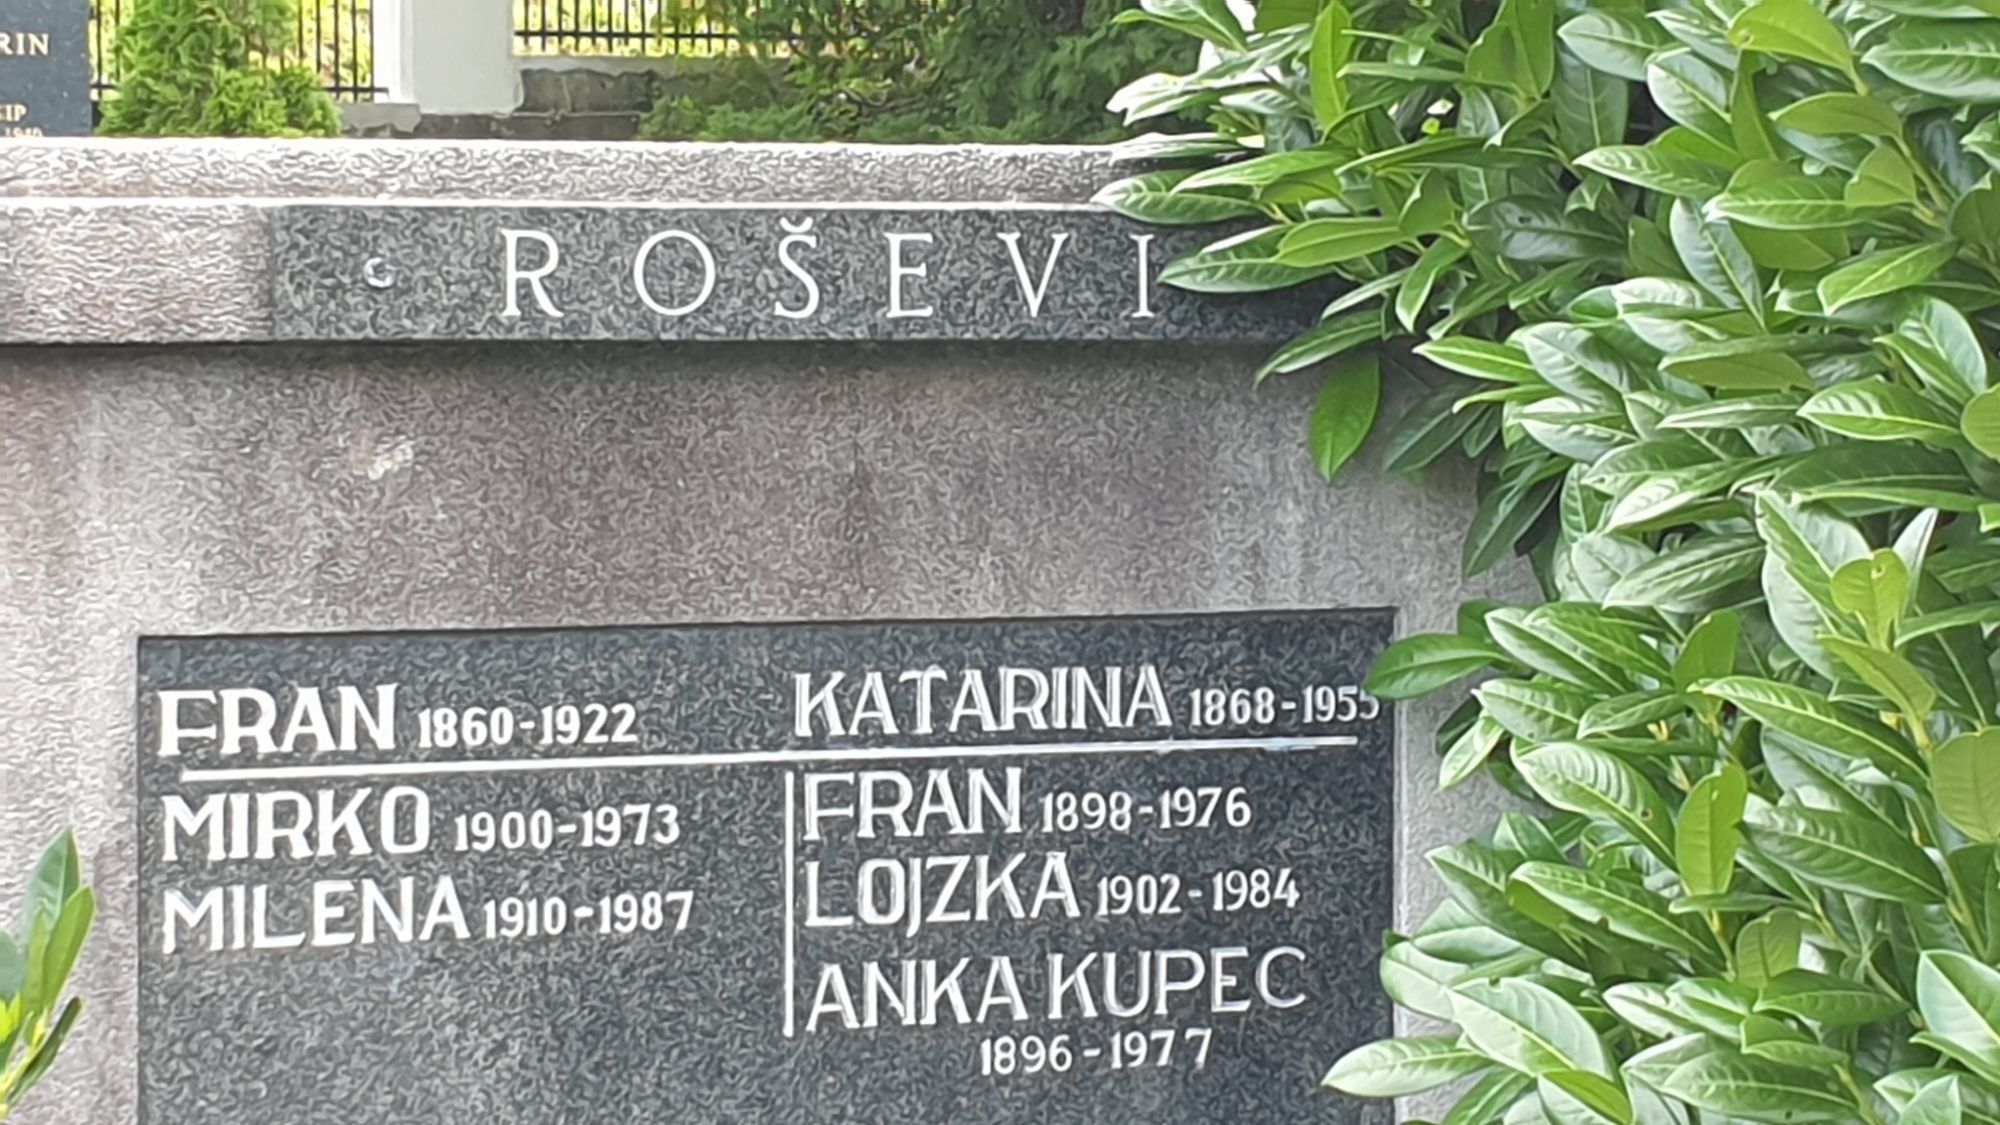 ROŠEVI
FRAN 1860-1922
KATARINA 1868-1955
MIRKO 1900-1973
MILENA 1910-1987
FRAN 1898-1976
LOJZKA 1902-1984
ANKA KUPEC
1896-1977